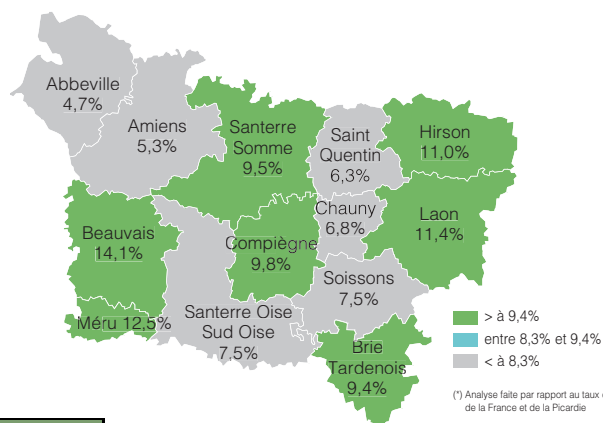 Abbeville
4,7%
Amiens
5,3%
Santerre
Somme
9,5%
Saint
Quentin
6,3%
Hirson
11,0%
Beauvais
14,1%
Compiègne
9,8%
Chauny
6,8%
Laon
11,4%
Soissons
7,5%
Méru 12,5%
Santerre Oise
Sud Oise
7,5%
Brie
Tardenois
9,4%
> à 9,4%
entre 8,3% et 9,4%
< à 8,3%
(*) Analyse faite par rapport au taux
de la France et de la Picardie